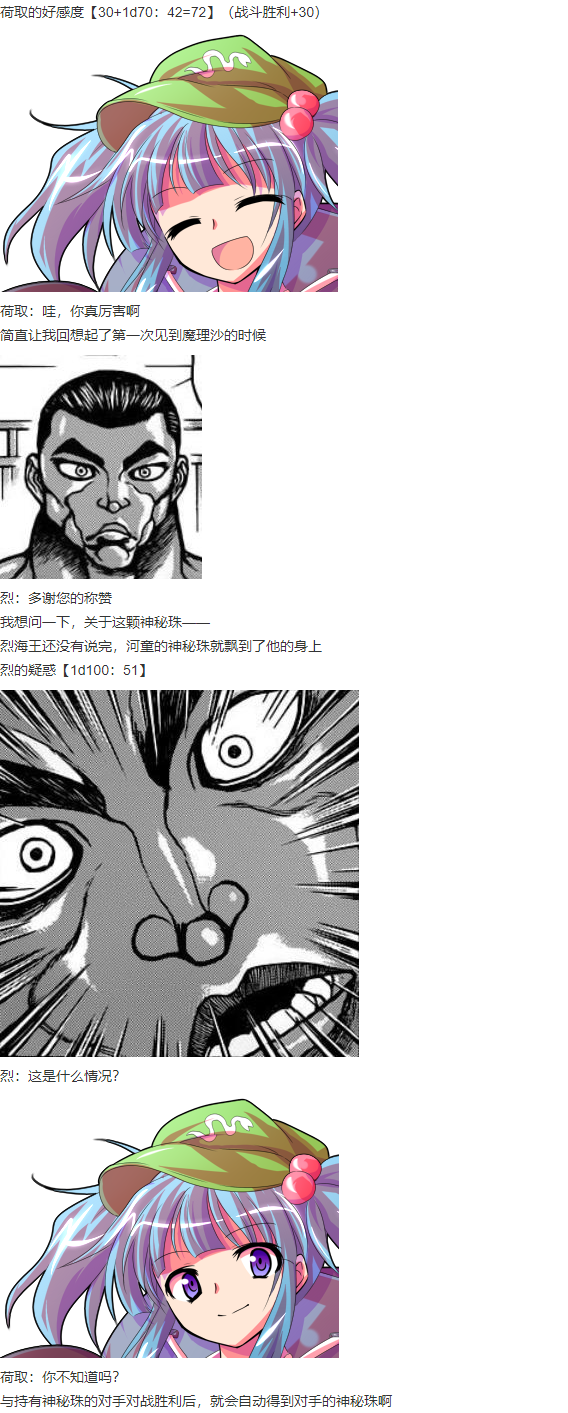 荷取的好感度【30+1d70：42=72】（战斗胜利+30）
荷取：哇，你真厉害啊
简直让我回想起了第一次见到魔理沙的时候
烈：多谢您的称赞
我想问一下，关于这颗神秘珠——
烈海王还没有说完，河童的神秘珠就飘到了他的身上
烈的疑惑【1d100：51】
烈：这是什么情况？
荷取：你不知道吗？
与持有神秘珠的对手对战胜利后，就会自动得到对手的神秘珠啊